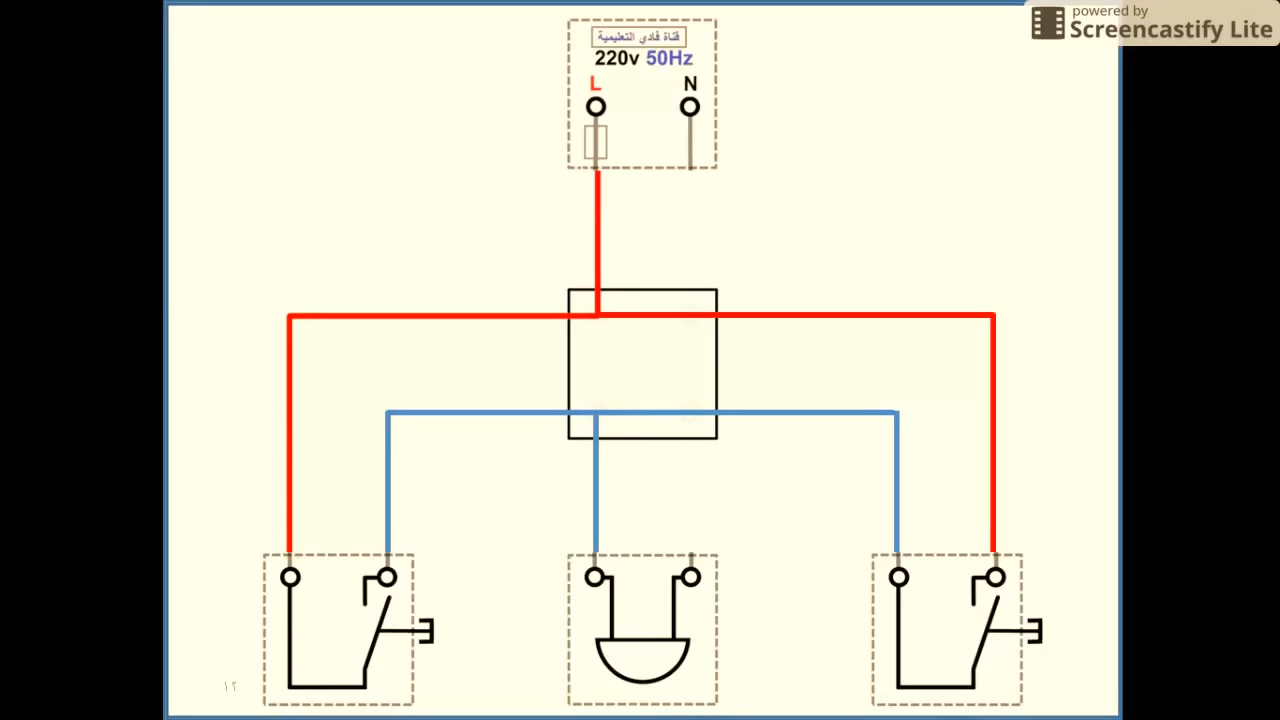 powered by
Screencastify Lite
قناة فادي التعليمية
220v 50Hz
L N
١٢